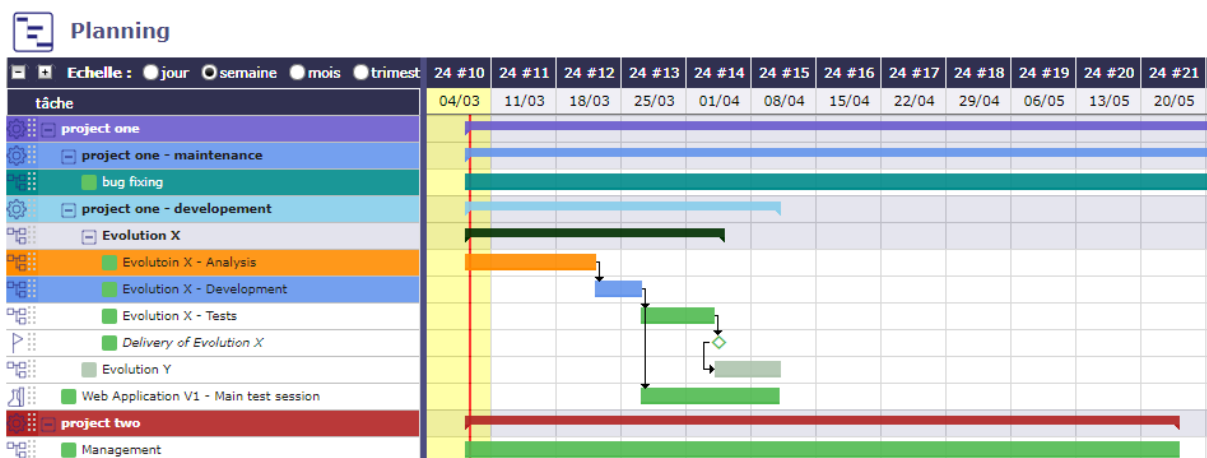 Planning
Echelle : jour semaine mois trimest 24 #10 24 #11 24 #12 24 #13 24 #14 24 #15 24 #16 24 #17 24 #18 24 #19 24 #20 24 #21
tâche 04/03 11/03 18/03 25/03 01/04 08/04 15/04 22/04 29/04 06/05 13/05 20/05
project one
project one - maintenance
bug fixing
project one - developement
Evolution X
Evolutoin X - Analysis
Evolution X - Development
Evolution X - Tests
Delivery of Evolution X
Evolution Y
Web Application V1 - Main test session
project two
Management